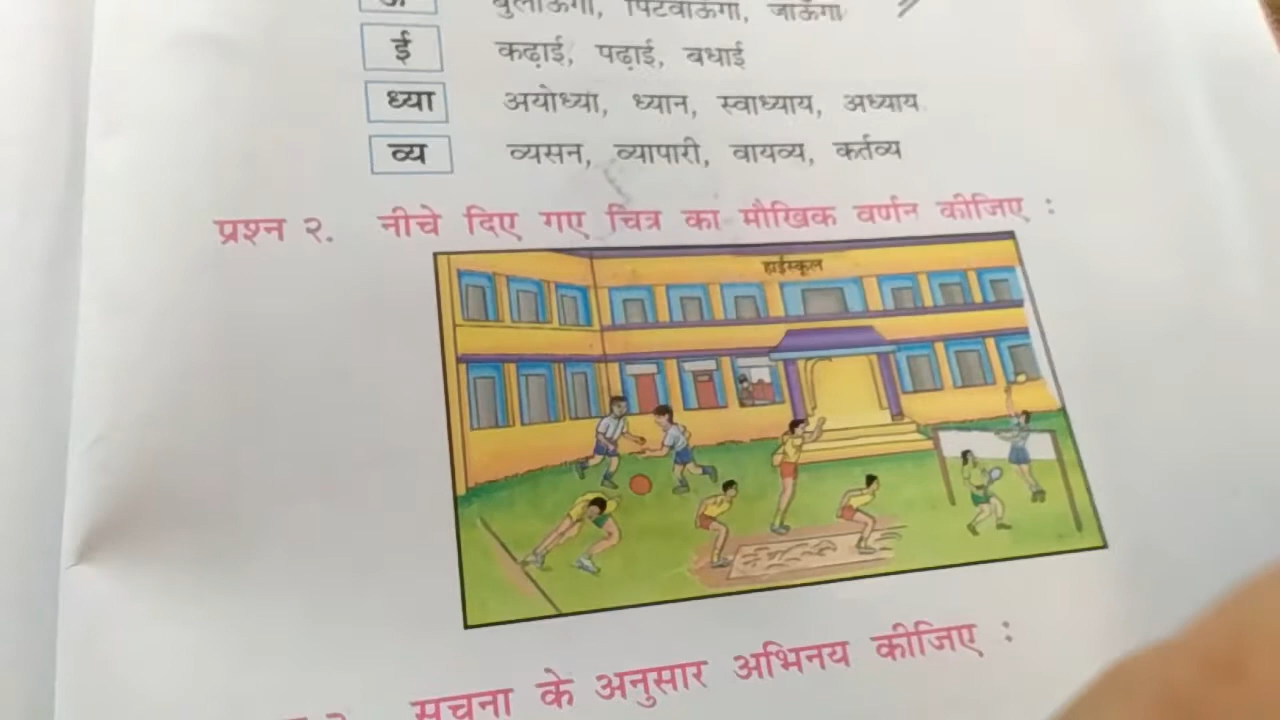 बुलाऊँगा, पिटवाऊँगा, जाऊँगा
ई कढ़ाई, पढ़ाई, बधाई
ध्या अयोध्या, ध्यान, स्वाध्याय, अध्याय
व्य व्यसन, व्यापारी, वायव्य, कर्तव्य
प्रश्न २. नीचे दिए गए चित्र का मौखिक वर्णन कीजिए :
हाईस्कूल
सूचना के अनुसार अभिनय कीजिए :